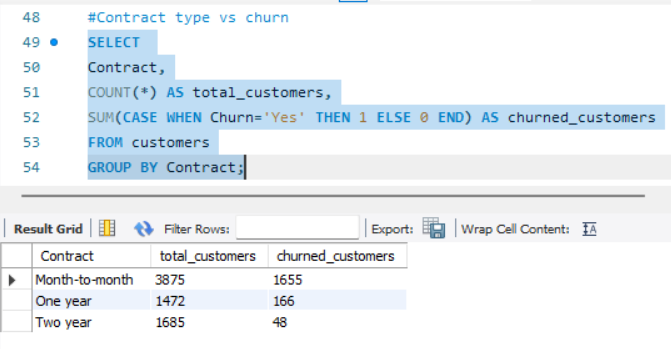 48 #Contract type vs churn
49 SELECT
50 Contract,
51 COUNT(*) AS total_customers,
52 SUM(CASE WHEN Churn='Yes' THEN 1 ELSE 0 END) AS churned_customers
53 FROM customers
54 GROUP BY Contract;
Result Grid Filter Rows: Export: Wrap Cell Content:
Contract total_customers churned_customers
Month-to-month 3875 1655
One year 1472 166
Two year 1685 48